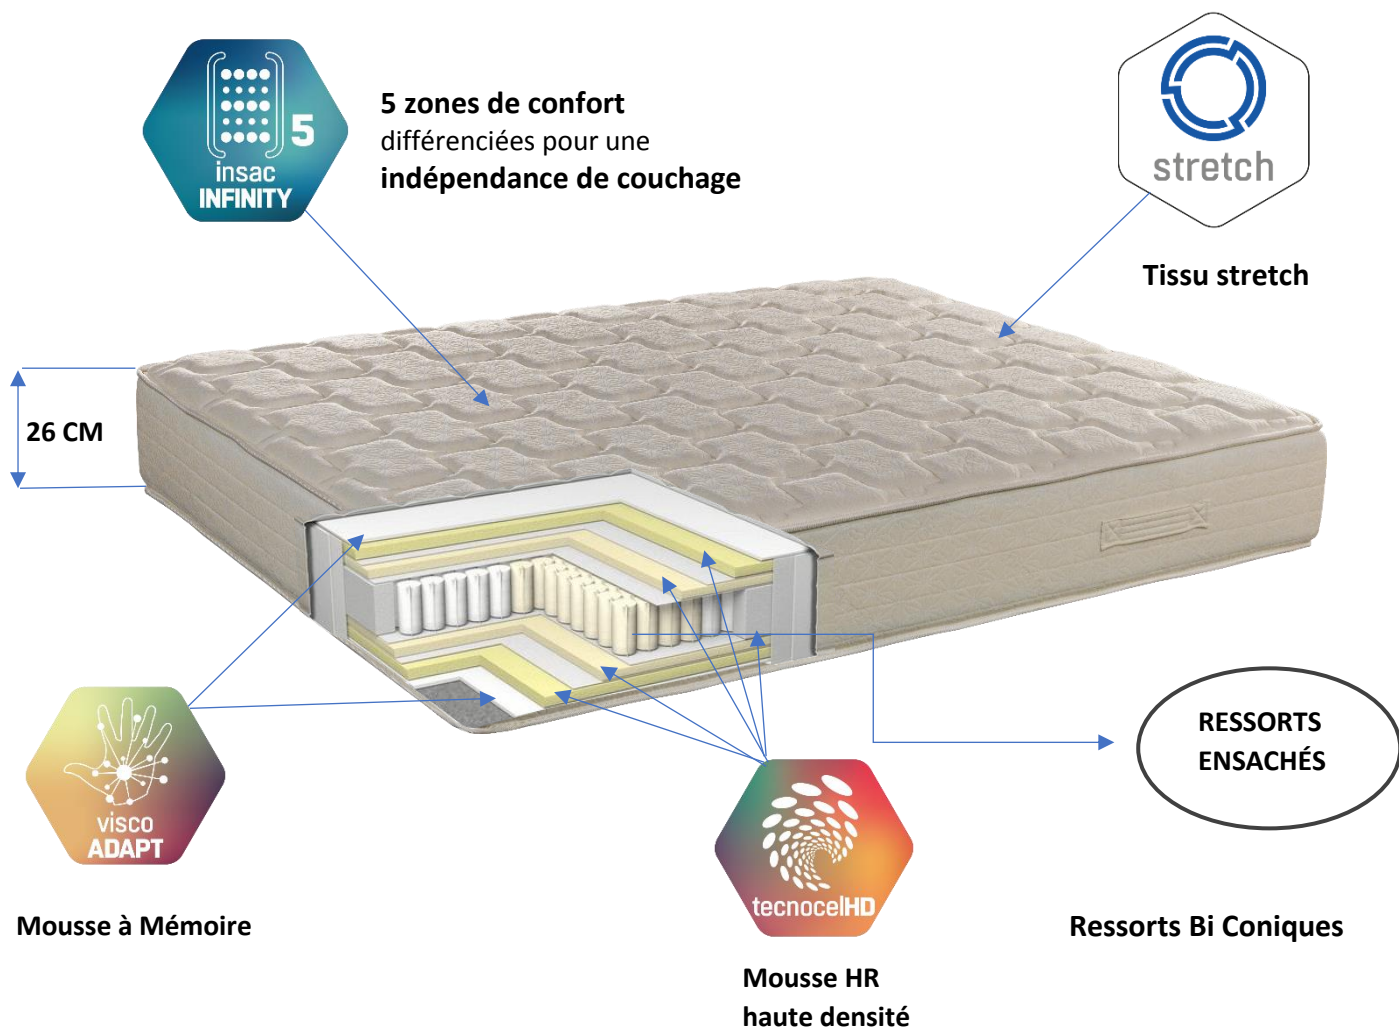 5
insac
INFINITY
5 zones de confort
différenciées pour une
indépendance de couchage
stretch
Tissu stretch
26 CM
RESSORTS
ENSACHÉS
visco
ADAPT
tecnocelHD
Mousse à Mémoire
Ressorts Bi Coniques
Mousse HR
haute densité